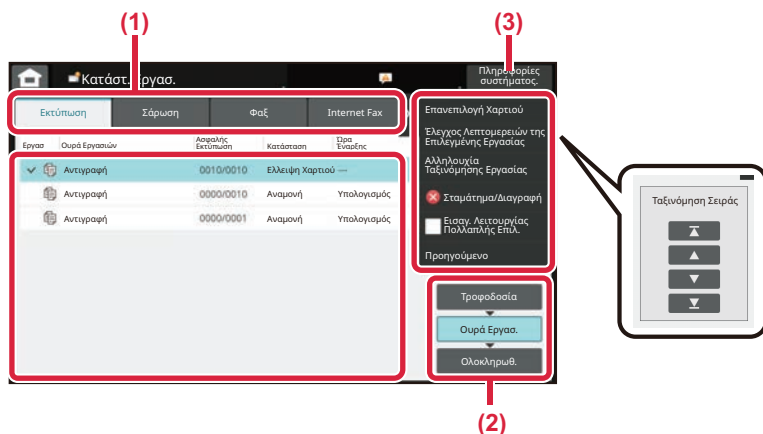 (1)
(3)
Κατάστ. Εργασ.
Πληροφορίες
συστήματος.
Εκτύπωση
Σάρωση
Φαξ
Internet Fax
Εργασ
Ουρά Εργασιών
Ασφαλής
Εκτύπωση
Κατάσταση
Ώρα
Έναρξης
Αντιγραφή
0010/0010
Ελλειψη Χαρτιού
---
Αντιγραφή
0000/0010
Αναμονή
Υπολογισμός
Αντιγραφή
0000/0001
Αναμονή
Υπολογισμός
Επανεπιλογή Χαρτιού
Έλεγχος Λεπτομερειών της
Επιλεγμένης Εργασίας
Αλληλουχία
Ταξινόμησης Εργασίας
Σταμάτημα/Διαγραφή
Εισαγ. Λειτουργίας
Πολλαπλής Επιλ.
Προηγούμενο
Τροφοδοσία
Ουρά Εργασ.
Ολοκληρωθ.
Ταξινόμηση Σειράς
(2)